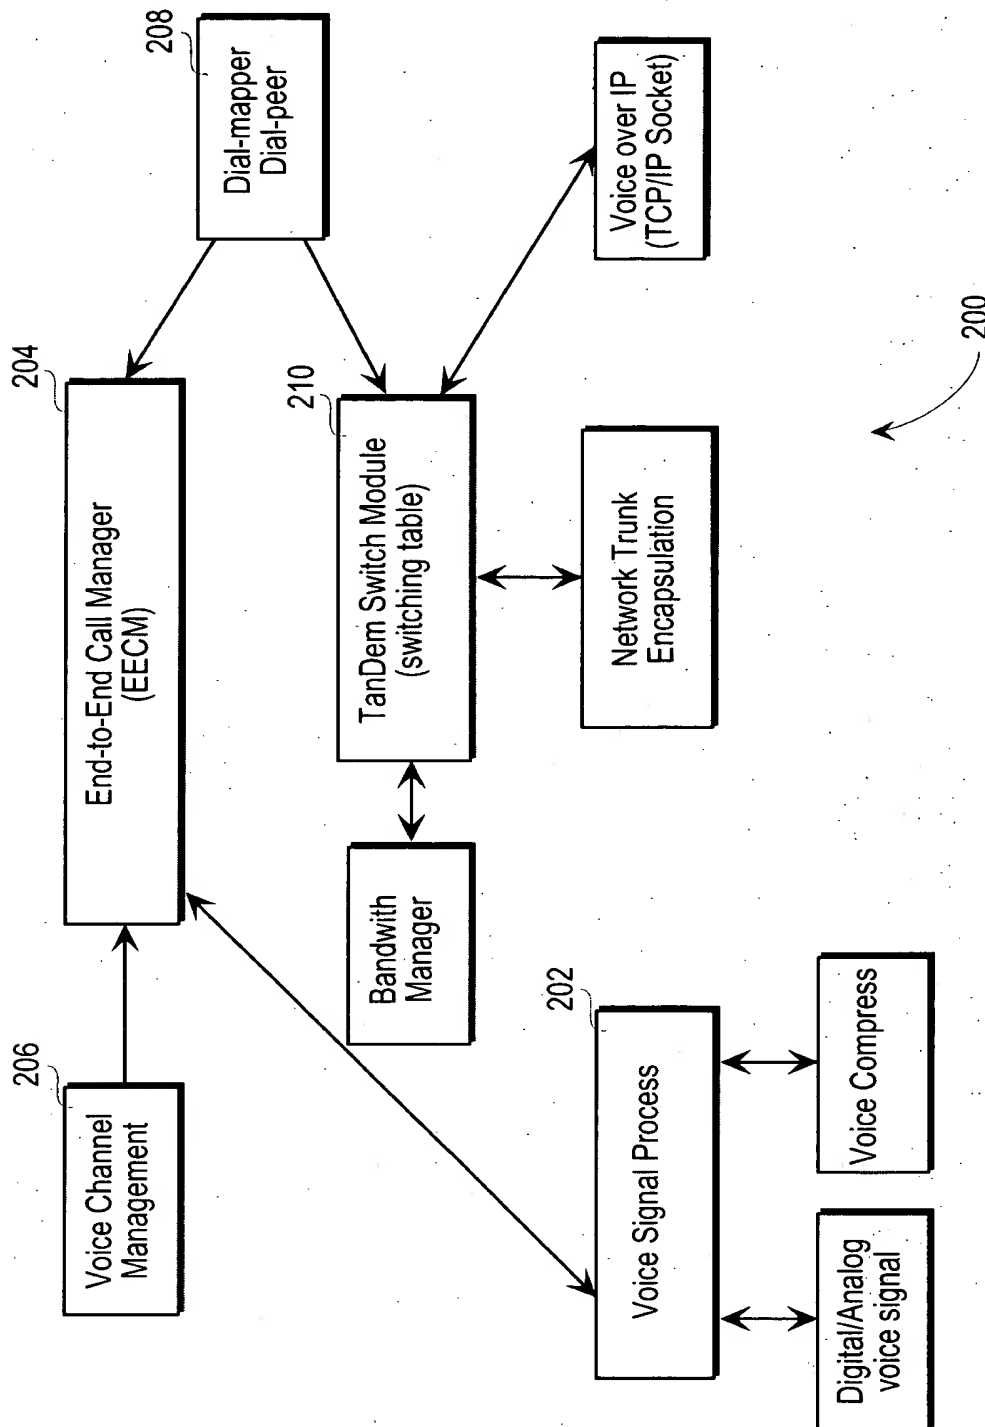 206
Voice Channel
Management
204
End-to-End Call Manager
(EECM)
208
Dial-mapper
Dial-peer
Bandwith
Manager
210
TanDem Switch Module
(switching table)
202
Voice Signal Process
Network Trunk
Encapsulation
Voice over IP
(TCP/IP Socket)
Digital/Analog
voice signal
Voice Compress
200